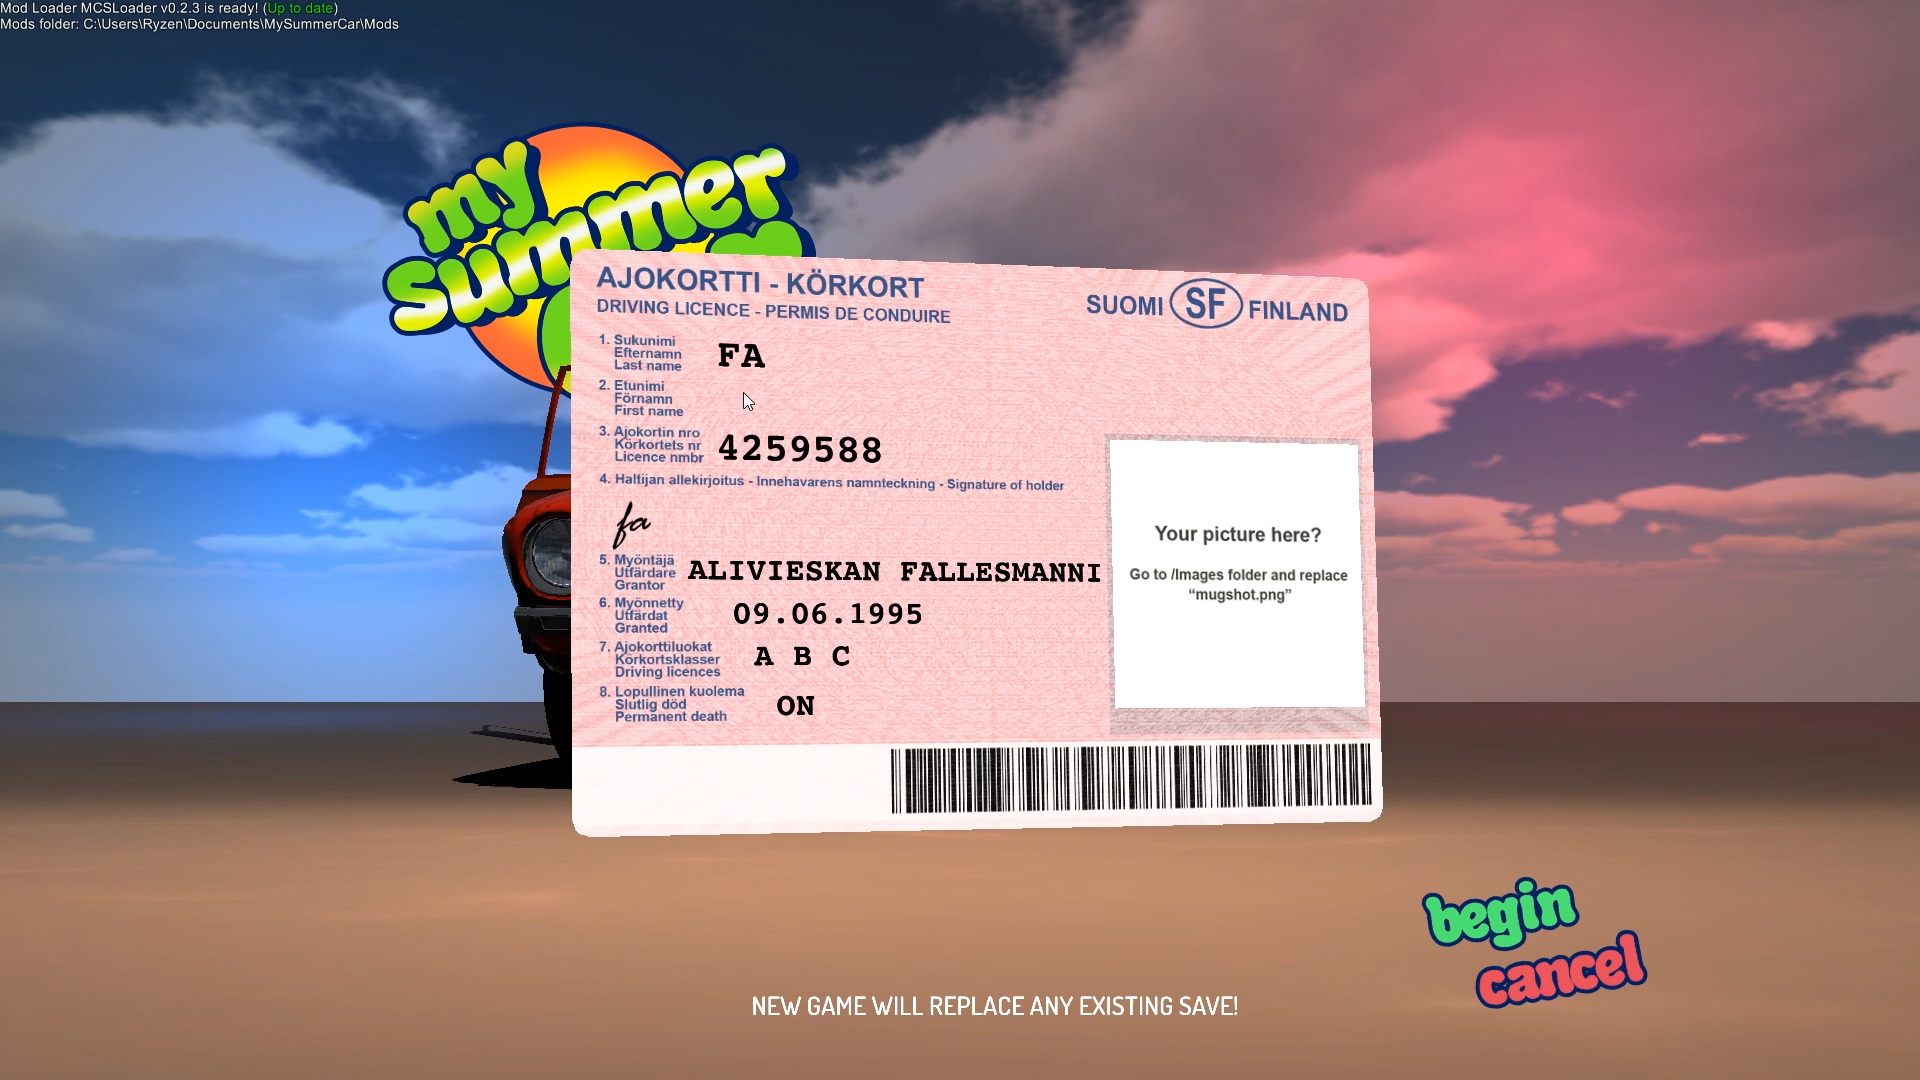 Mod Loader MCSLoader v0.2.3 is ready! (Up to date)
Mods folder: C:\Users\Ryzen\Documents\MySummerCar\Mods
my
summer
AJOKORTTI - KÖRKORT
DRIVING LICENCE - PERMIS DE CONDUIRE
SUOMI SF FINLAND
1. Sukunimi
Efternamn
Last name
FA
2. Etunimi
Förnamn
First name
3. Ajokortin nro
Körkortets nr
Licence nmbr
4259588
4. Haltijan allekirjoitus - Innehavarens namnteckning - Signature of holder
fa
5. Myöntäjä
Utfärdare
Grantor
ALIVIESKAN FALLESMANNI
6. Myönnetty
Utfärdat
Granted
09.06.1995
7. Ajokorttiluokat
Körkortsklasser
Driving licences
A B C
8. Lopullinen kuolema
Slutlig död
Permanent death
ON
Your picture here?
Go to /Images folder and replace
“mugshot.png”
begin
cancel
NEW GAME WILL REPLACE ANY EXISTING SAVE!